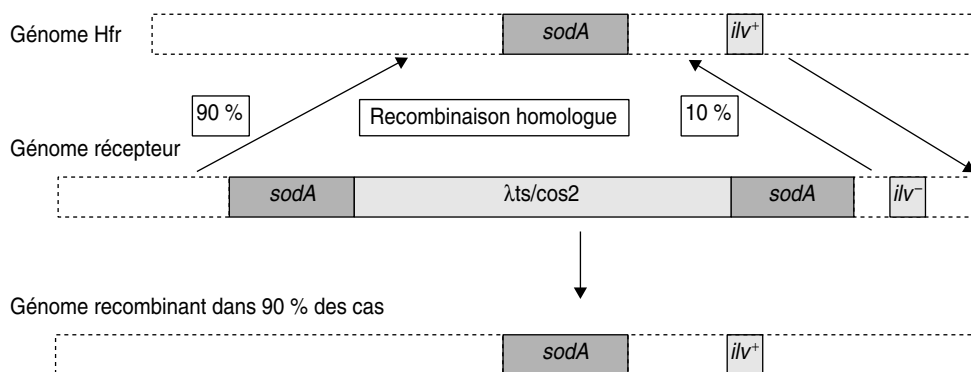 Génome Hfr
sodA
ilv⁺
90 %
Recombinaison homologue
10 %
Génome récepteur
sodA
λts/cos2
sodA
ilv⁻
Génome recombinant dans 90 % des cas
sodA
ilv⁺